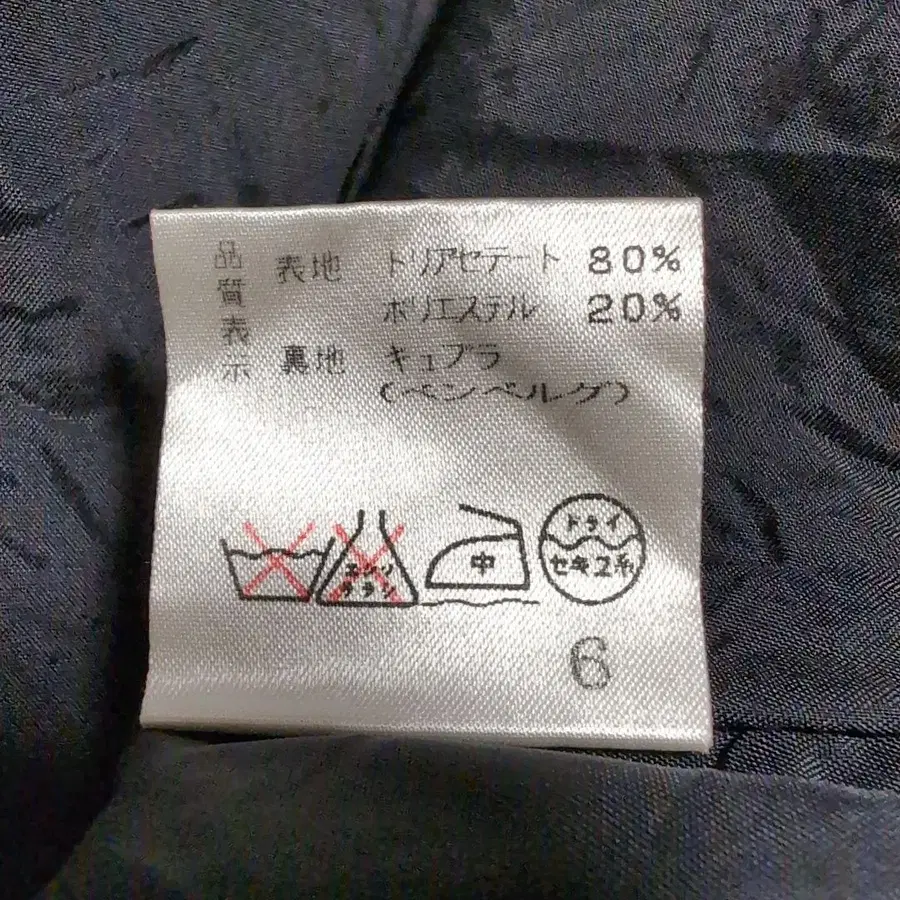 品質表示
表地 トリアセテート 80%
ポリエステル 20%
裏地 キュプラ
(ベンベルグ)
エンソ
サラシ
中
ドライ
セキユ系
6